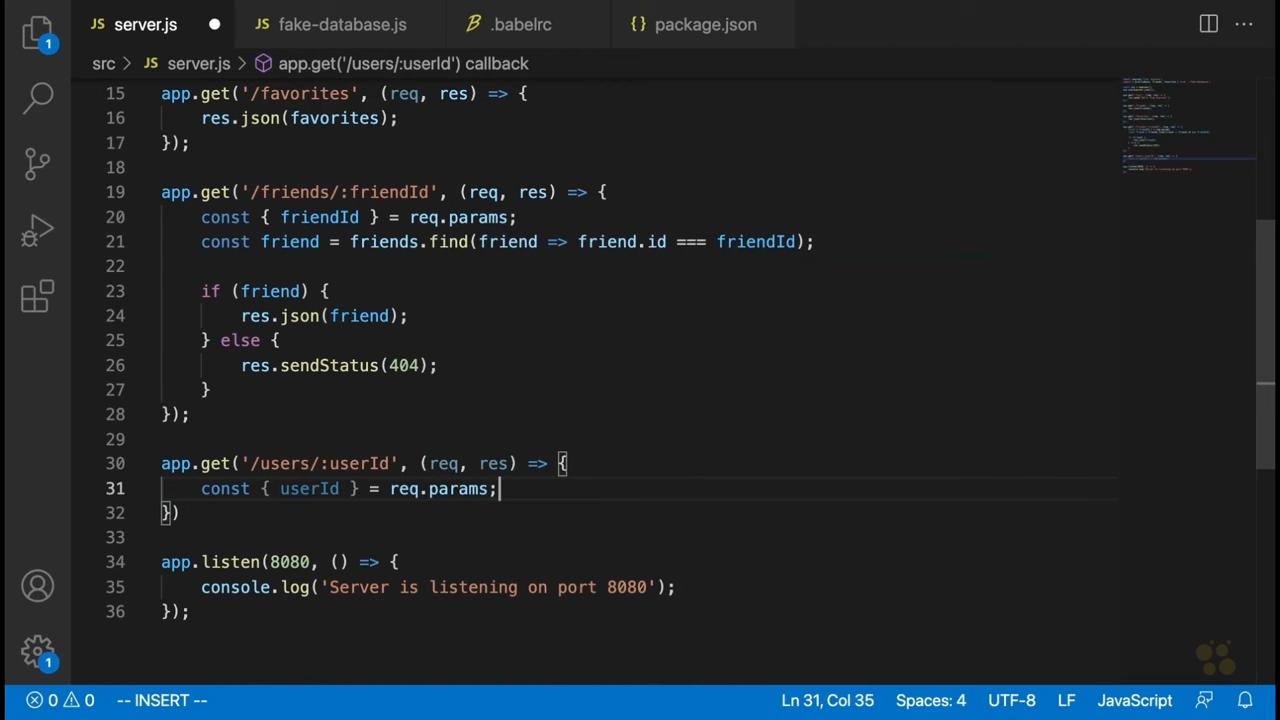 JS server.js ● JS fake-database.js .babelrc {} package.json
src > JS server.js > app.get('/users/:userId') callback
15 app.get('/favorites', (req, res) => {
16     res.json(favorites);
17 });
18
19 app.get('/friends/:friendId', (req, res) => {
20     const { friendId } = req.params;
21     const friend = friends.find(friend => friend.id === friendId);
22
23     if (friend) {
24         res.json(friend);
25     } else {
26         res.sendStatus(404);
27     }
28 });
29
30 app.get('/users/:userId', (req, res) => {
31     const { userId } = req.params;
32 })
33
34 app.listen(8080, () => {
35     console.log('Server is listening on port 8080');
36 });
1
1
0 0 -- INSERT -- Ln 31, Col 35 Spaces: 4 UTF-8 LF JavaScript